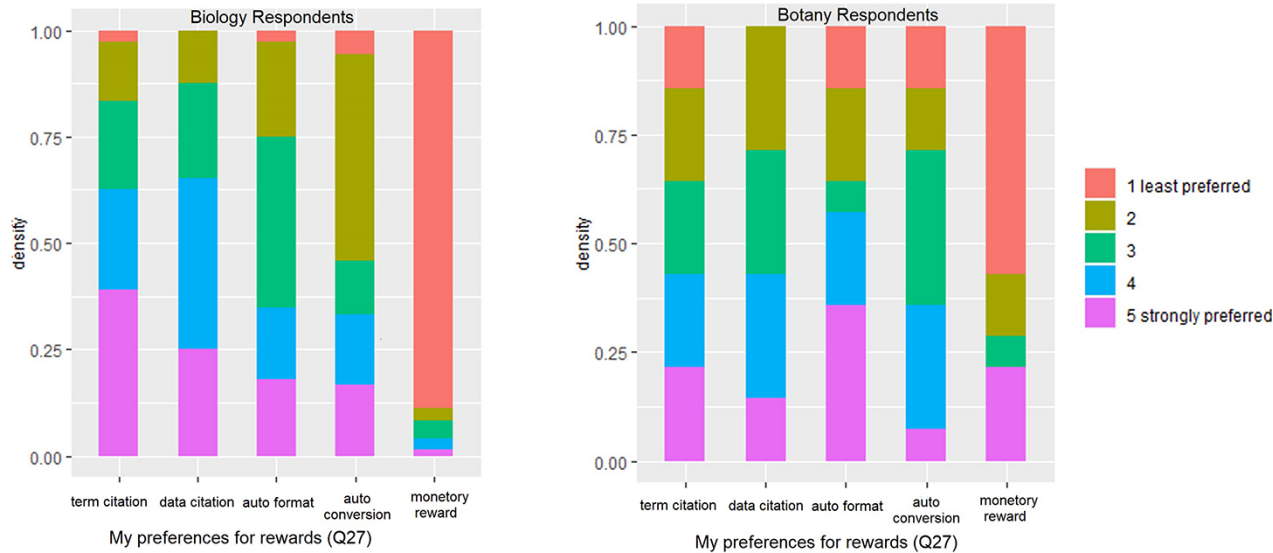 Biology Respondents
1.00
0.75
0.50
0.25
0.00
density
term citation
data citation
auto format
auto
conversion
monetory
reward
My preferences for rewards (Q27)
Botany Respondents
1.00
0.75
0.50
0.25
0.00
density
term citation
data citation
auto format
auto
conversion
monetory
reward
My preferences for rewards (Q27)
1 least preferred
2
3
4
5 strongly preferred